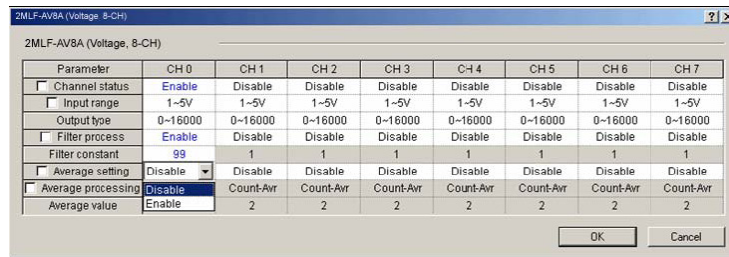 2MLF-AV8A (Voltage. 8-CH)
2MLF-AV8A (Voltage, 8-CH)
Parameter CH 0 CH 1 CH 2 CH 3 CH 4 CH 5 CH 6 CH 7
Channel status Enable Disable Disable Disable Disable Disable Disable Disable
Input range 1~5V 1~5V 1~5V 1~5V 1~5V 1~5V 1~5V 1~5V
Output type 0~16000 0~16000 0~16000 0~16000 0~16000 0~16000 0~16000 0~16000
Filter process Enable Disable Disable Disable Disable Disable Disable Disable
Filter constant 99 1 1 1 1 1 1 1
Average setting Disable Disable Disable Disable Disable Disable Disable Disable
Average processing Disable Count-Avr Count-Avr Count-Avr Count-Avr Count-Avr Count-Avr Count-Avr
Average value Enable 2 2 2 2 2 2 2
OK Cancel